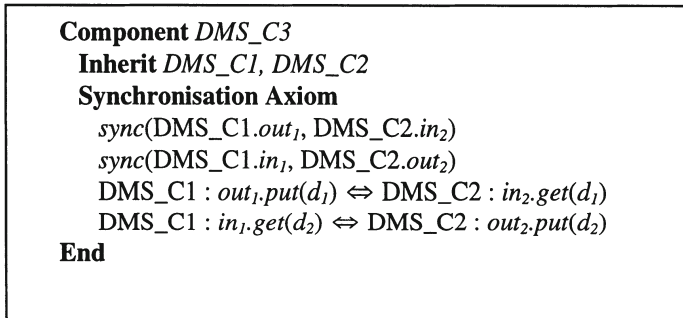 Component DMS_C3
Inherit DMS_C1, DMS_C2
Synchronisation Axiom
sync(DMS_C1.out₁, DMS_C2.in₂)
sync(DMS_C1.in₁, DMS_C2.out₂)
DMS_C1 : out₁.put(d₁) ⇔ DMS_C2 : in₂.get(d₁)
DMS_C1 : in₁.get(d₂) ⇔ DMS_C2 : out₂.put(d₂)
End